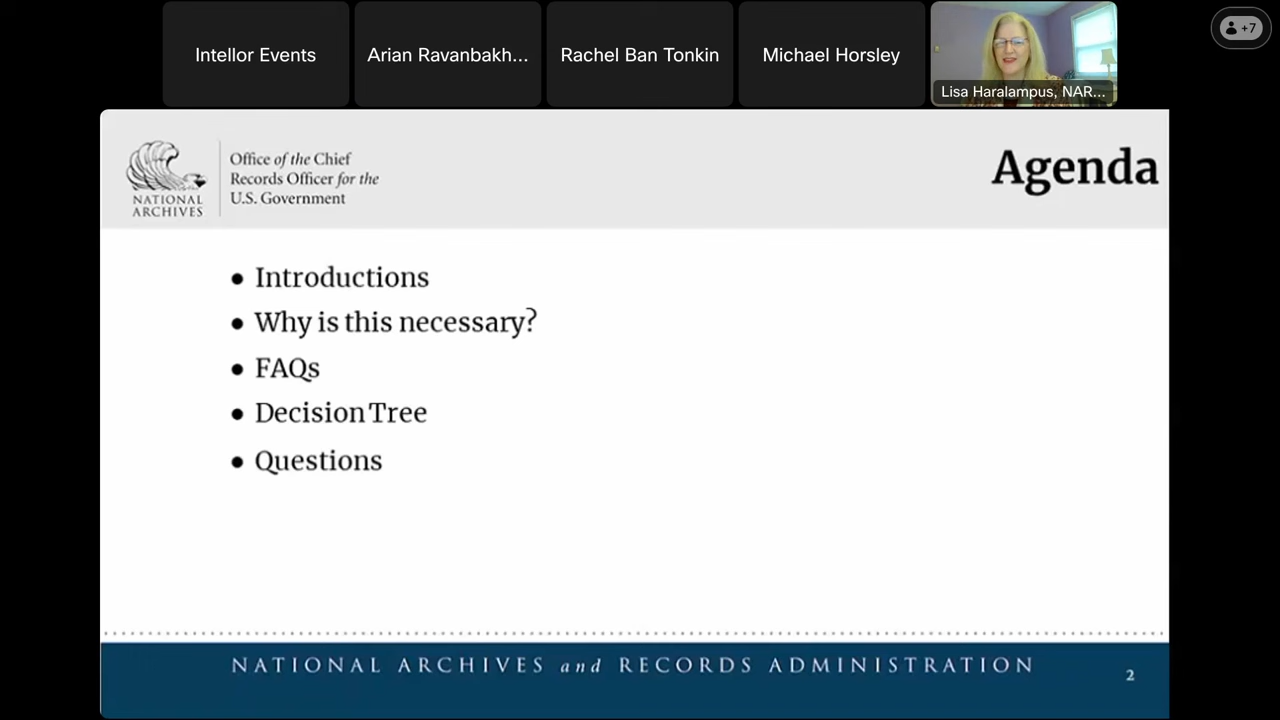 Intellor Events
Arian Ravanbakh...
Rachel Ban Tonkin
Michael Horsley
Lisa Haralampus, NAR...
+7
NATIONAL
ARCHIVES
Office of the Chief
Records Officer for the
U.S. Government
Agenda
• Introductions
• Why is this necessary?
• FAQs
• Decision Tree
• Questions
NATIONAL ARCHIVES and RECORDS ADMINISTRATION
2